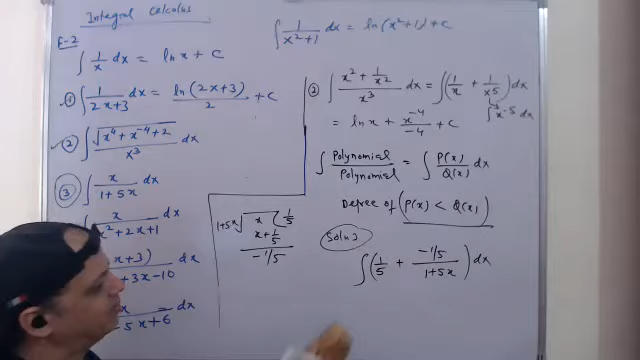 Integral Calculus
E-2
∫ 1/x dx = ln x + C
① ∫ 1/(2x+3) dx = ln(2x+3)/2 + C
② ∫ √(x⁴ + x⁻⁴ + 2)/x³ dx
③ ∫ x/(1+5x) dx
∫ x/(x²+2x+1) dx
x+3) / +3x-10 dx
x / -5x+6 dx
∫ 1/(x²+1) dx = ln(x²+1) + C
② ∫ (x² + 1/x²)/x³ dx = ∫(1/x + 1/x⁵) dx
∫x⁻⁵ dx
= ln x + x⁻⁴/-4 + C
∫ Polynomial/Polynomial = ∫ P(x)/Q(x) dx
Degree of (P(x) < Q(x))
1+5x √ x ( 1/5
x + 1/5
-1/5
Soln 3
∫(1/5 + (-1/5)/(1+5x)) dx